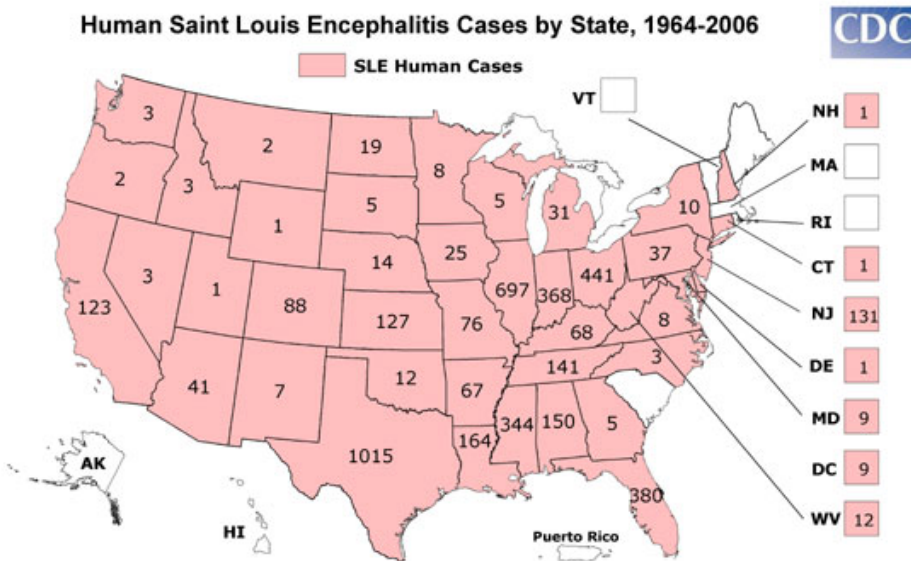 Human Saint Louis Encephalitis Cases by State, 1964-2006
CDC
SLE Human Cases
VT
NH 1
MA
RI
CT 1
NJ 131
DE 1
MD 9
DC 9
WV 12
3
2
19
8
2
3
5
5
31
10
1
25
14
37
123
3
1
88
127
76
697
368
441
68
8
41
7
12
67
141
3
1015
164
344
150
5
380
AK
HI
Puerto Rico